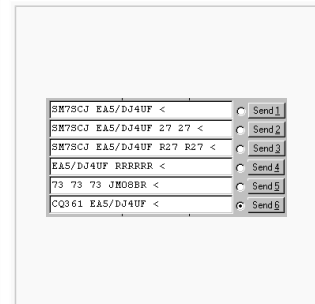 SM7SCJ EA5/DJ4UF < Send 1
SM7SCJ EA5/DJ4UF 27 27 < Send 2
SM7SCJ EA5/DJ4UF R27 R27 < Send 3
EA5/DJ4UF RRRRRR < Send 4
73 73 73 JM08BR < Send 5
CQ361 EA5/DJ4UF < Send 6